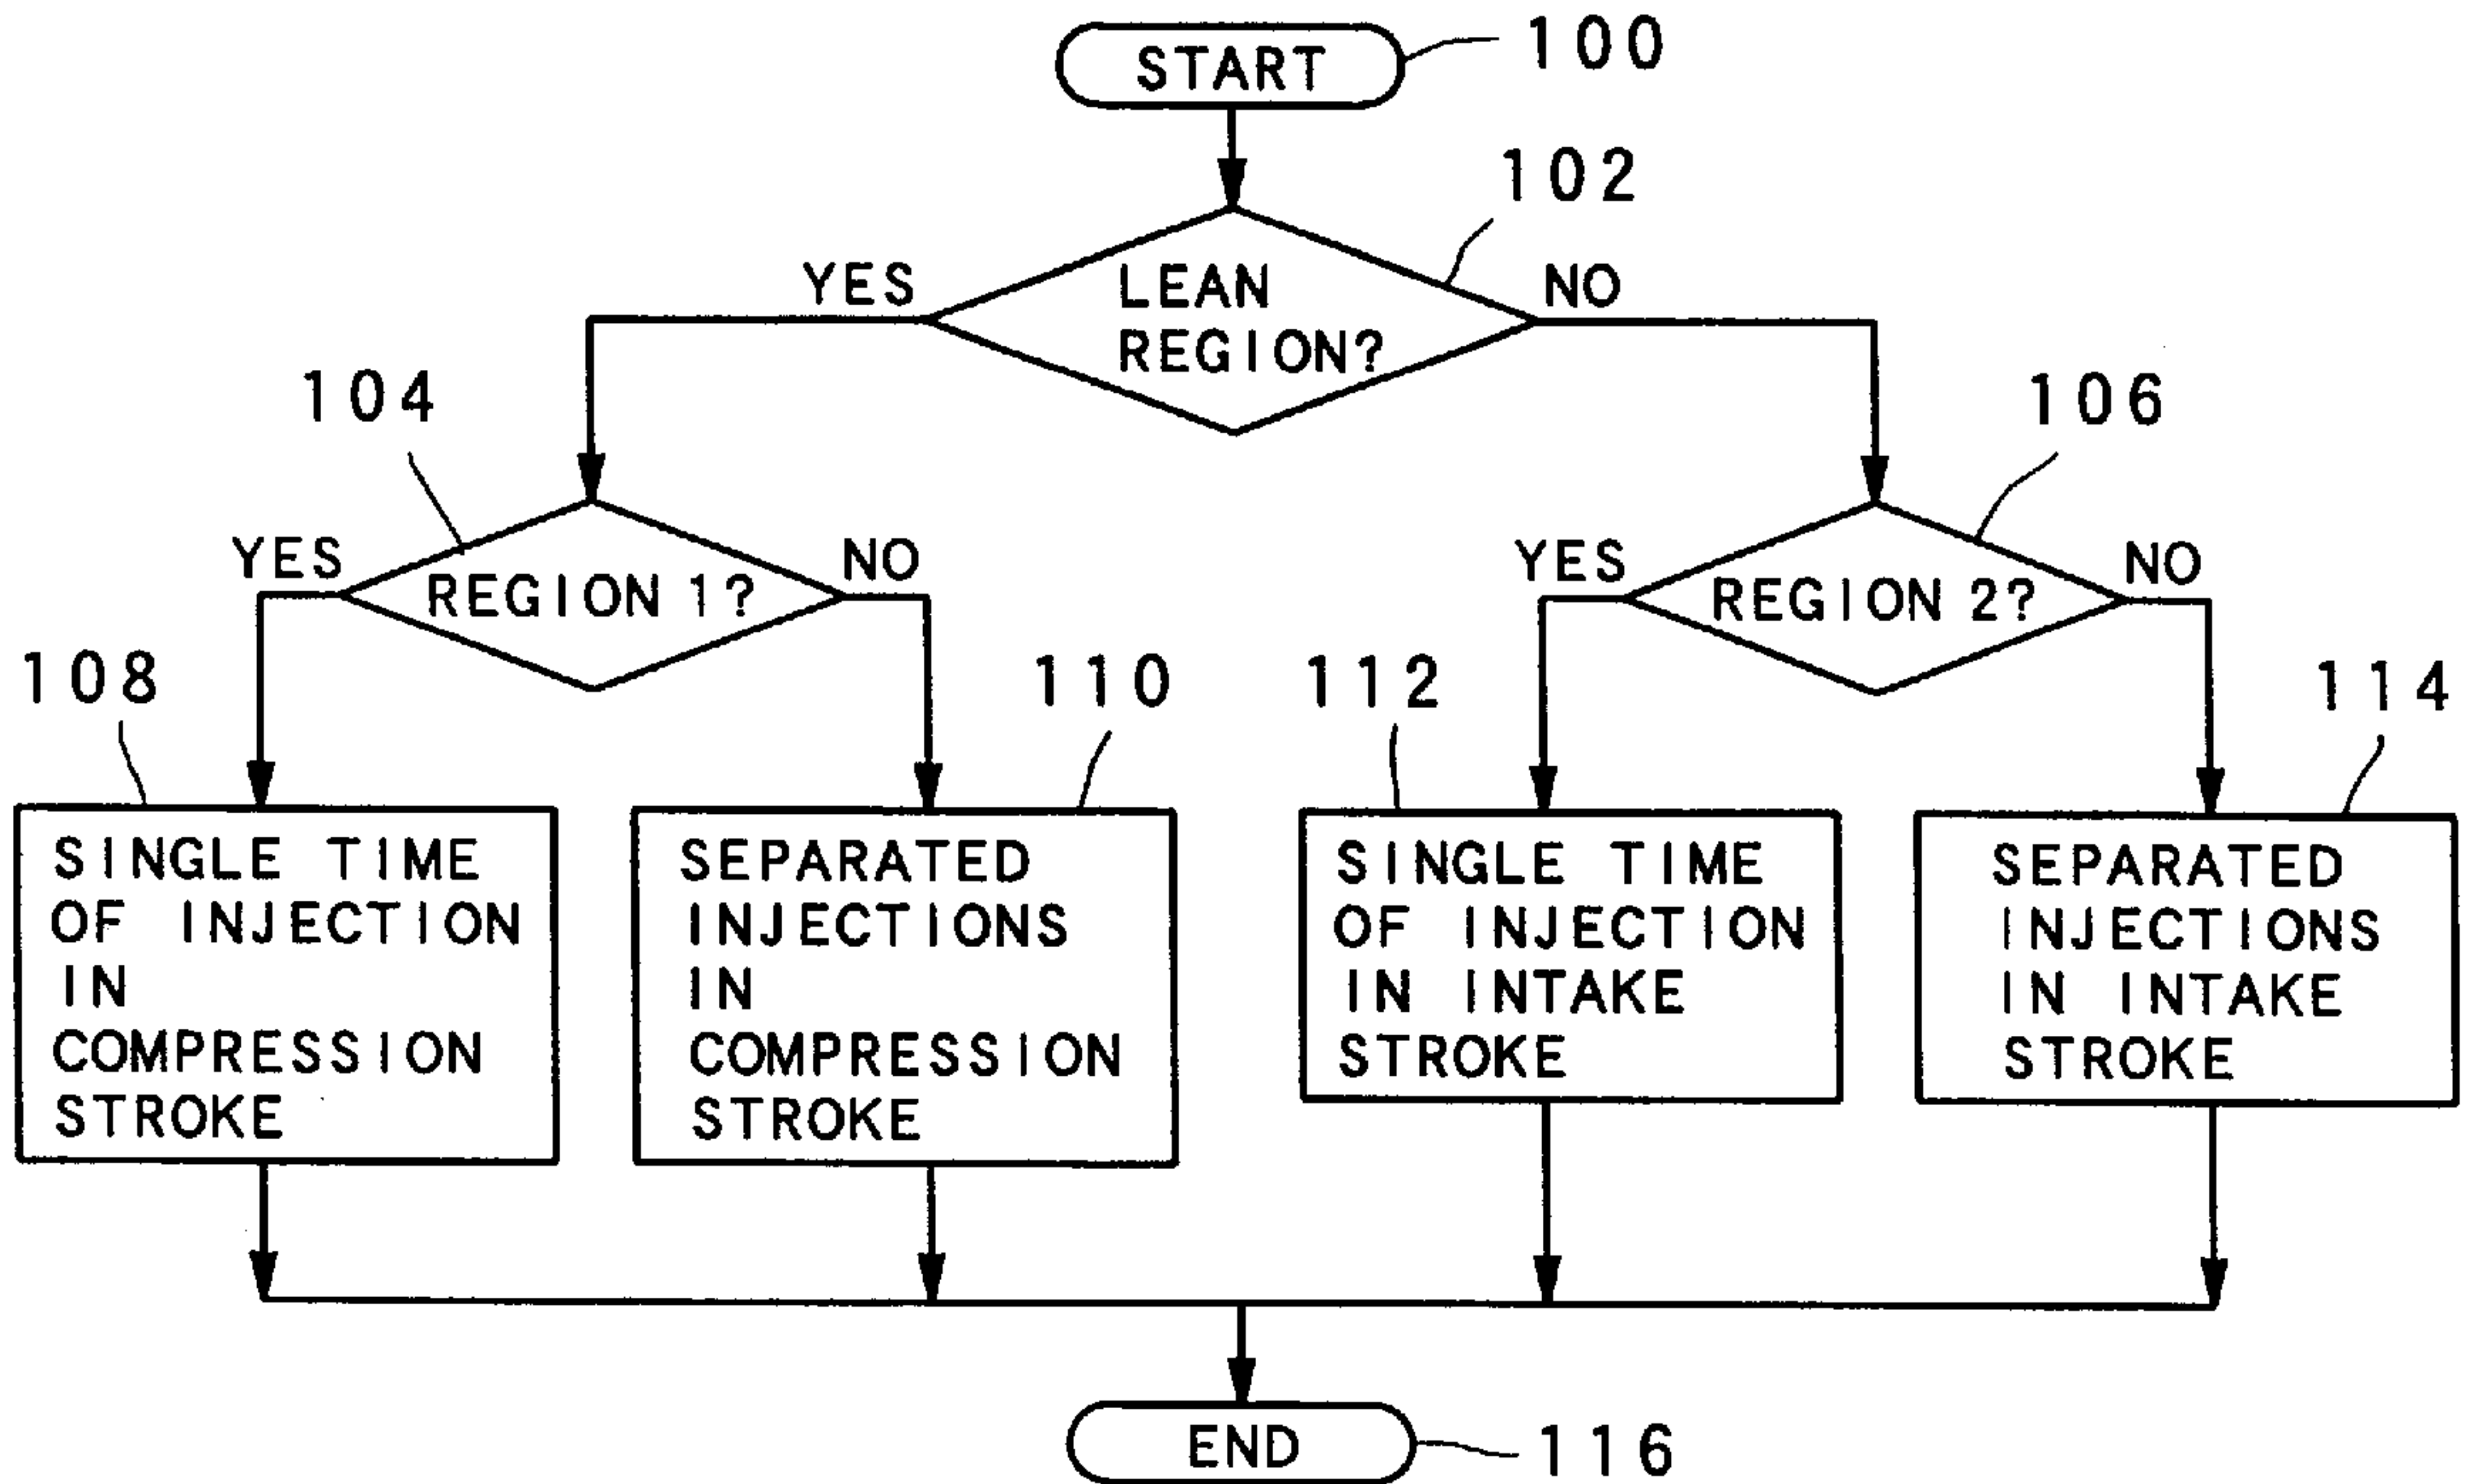 START
100
102
YES
LEAN
REGION?
NO
104
106
YES
REGION 1?
NO
YES
REGION 2?
NO
108
110
112
114
SINGLE TIME
OF INJECTION
IN
COMPRESSION
STROKE
SEPARATED
INJECTIONS
IN
COMPRESSION
STROKE
SINGLE TIME
OF INJECTION
IN INTAKE
STROKE
SEPARATED
INJECTIONS
IN INTAKE
STROKE
END
116